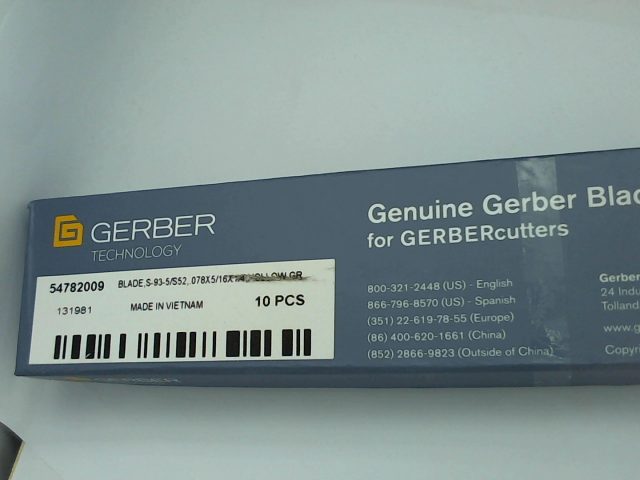 GERBER
TECHNOLOGY
54782009 BLADE,S-93-5/S52,.078X5/16X
131981 MADE IN VIETNAM 10 PCS
Genuine Gerber Blad
for GERBERcutters
800-321-2448 (US) - English
866-796-8570 (US) - Spanish
(351) 22-619-78-55 (Europe)
(86) 400-620-1661 (China)
(852) 2866-9823 (Outside of China)
Gerber
24 Indu
Tolland
www.g
Copyri